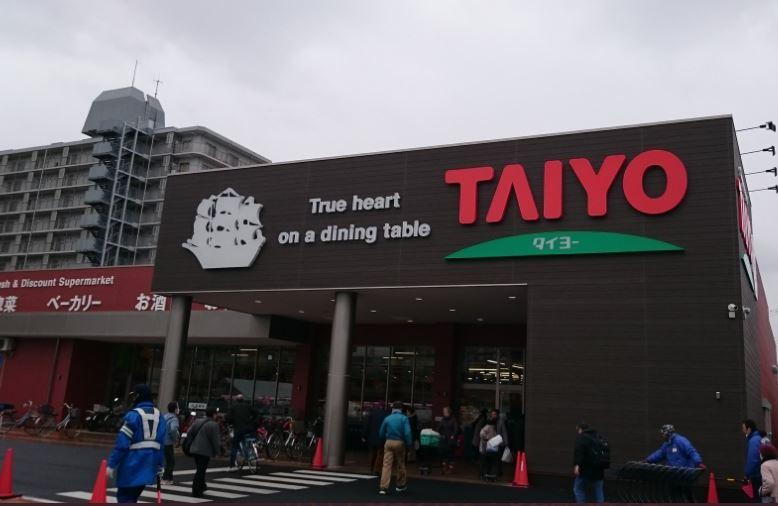 True heart
on a dining table
TAIYO
タイヨー
& Discount Supermarket
菜 ベーカリー お酒